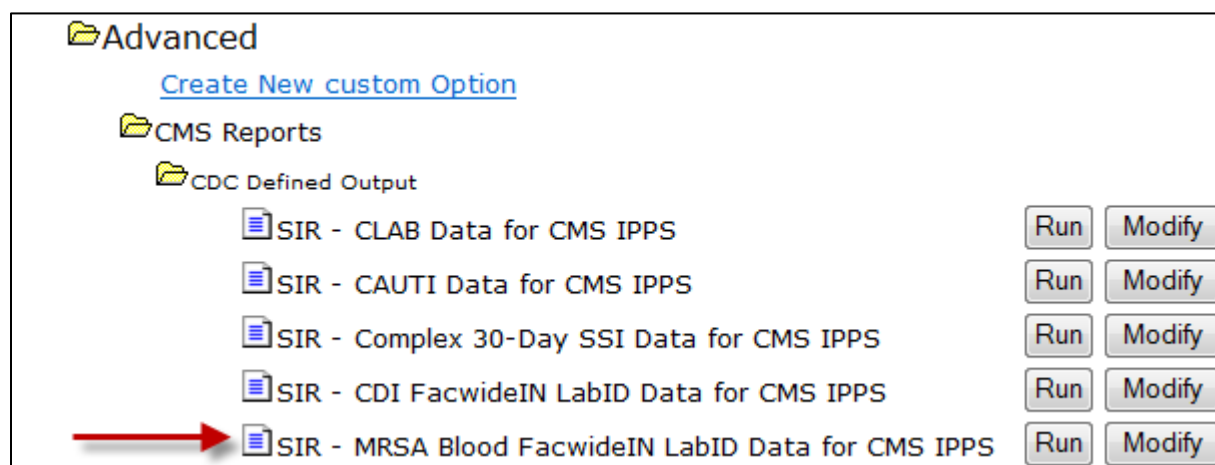 Advanced
Create New custom Option
CMS Reports
CDC Defined Output
SIR - CLAB Data for CMS IPPS Run Modify
SIR - CAUTI Data for CMS IPPS Run Modify
SIR - Complex 30-Day SSI Data for CMS IPPS Run Modify
SIR - CDI FacwideIN LabID Data for CMS IPPS Run Modify
SIR - MRSA Blood FacwideIN LabID Data for CMS IPPS Run Modify